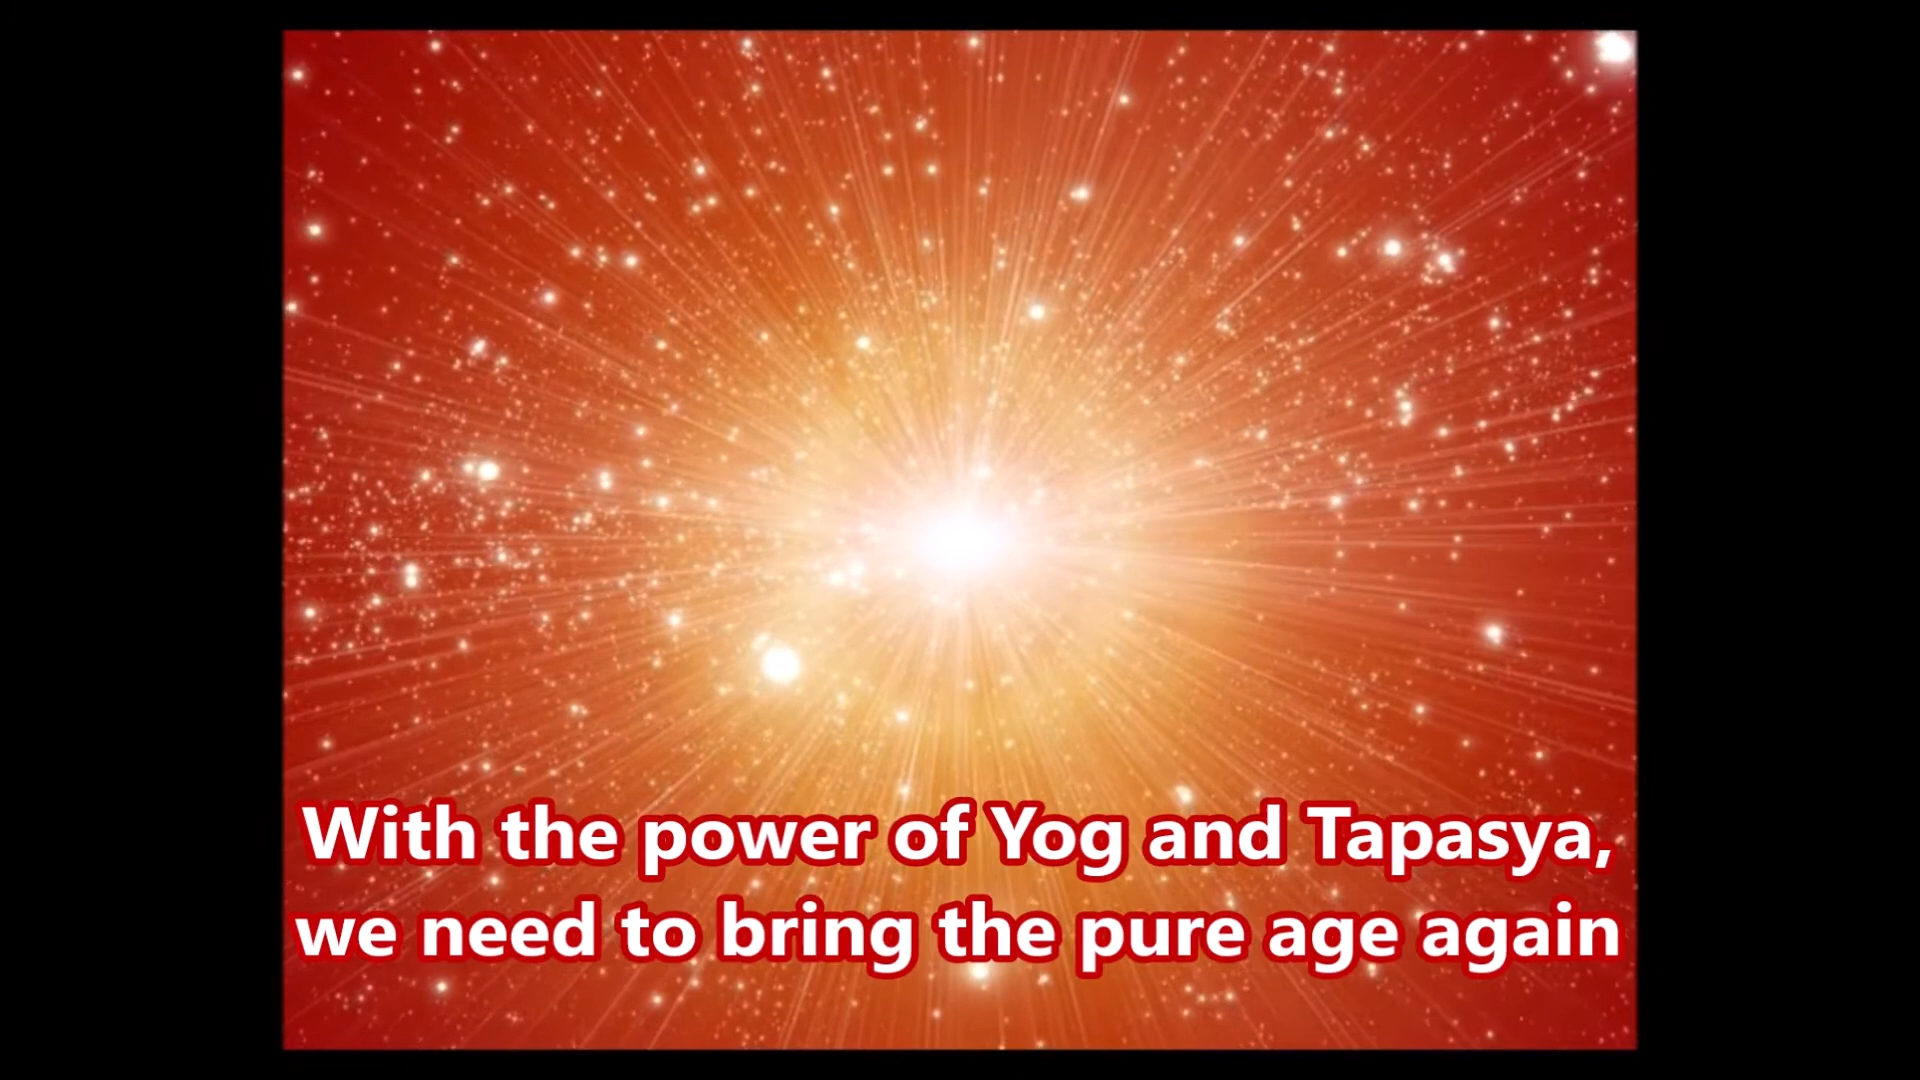 With the power of Yog and Tapasya,
we need to bring the pure age again